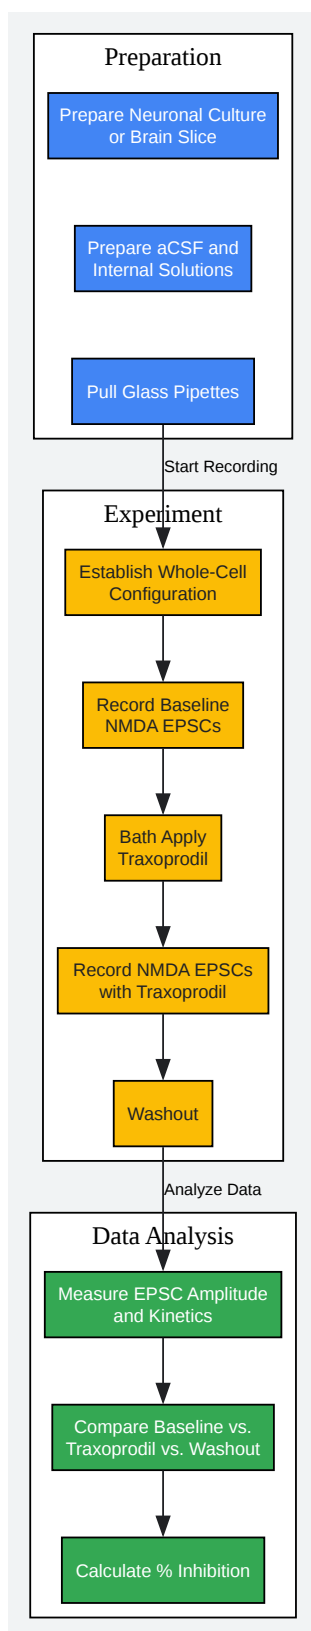 Preparation
Prepare Neuronal Culture
or Brain Slice
Prepare aCSF and
Internal Solutions
Pull Glass Pipettes
Start Recording
Experiment
Establish Whole-Cell
Configuration
Record Baseline
NMDA EPSCs
Bath Apply
Traxoprodil
Record NMDA EPSCs
with Traxoprodil
Washout
Analyze Data
Data Analysis
Measure EPSC Amplitude
and Kinetics
Compare Baseline vs.
Traxoprodil vs. Washout
Calculate % Inhibition